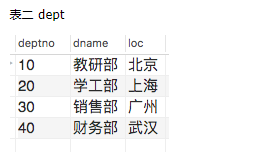 表二 dept
deptno dname loc
10 教研部 北京
20 学工部 上海
30 销售部 广州
40 财务部 武汉